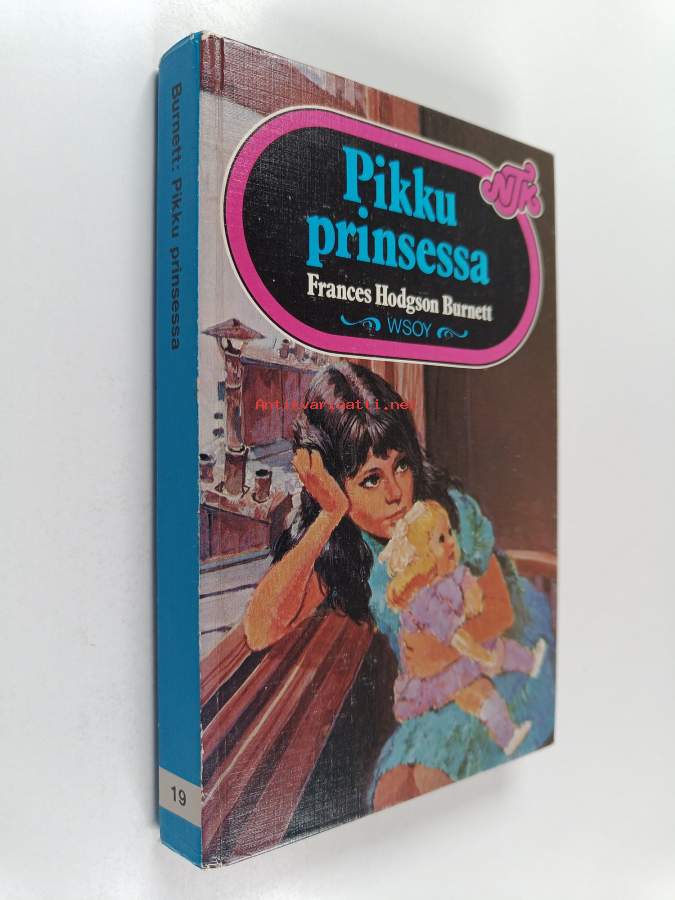 Burnett: Pikku prinsessa
19
NTK
Pikku
prinsessa
Frances Hodgson Burnett
WSOY
Antikvariaatti.net